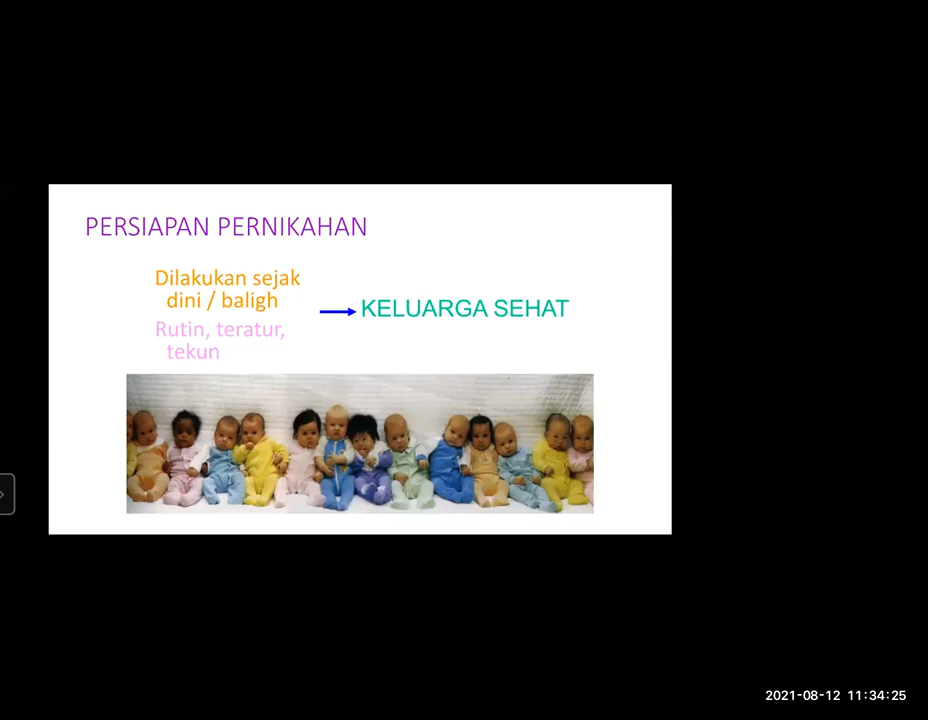 PERSIAPAN PERNIKAHAN
Dilakukan sejak
dini / baligh
Rutin, teratur,
tekun
KELUARGA SEHAT
2021-08-12 11:34:25